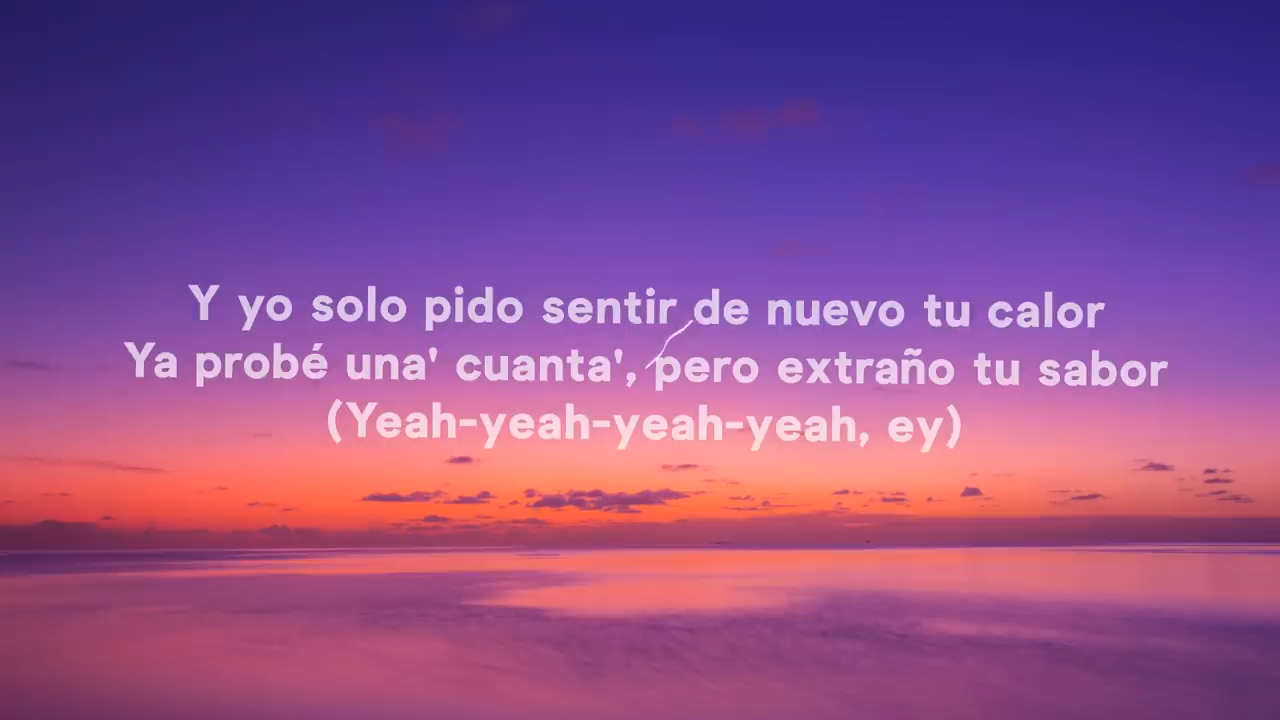 Y yo solo pido sentir de nuevo tu calor
Ya probé una' cuanta', pero extraño tu sabor
(Yeah-yeah-yeah-yeah, ey)